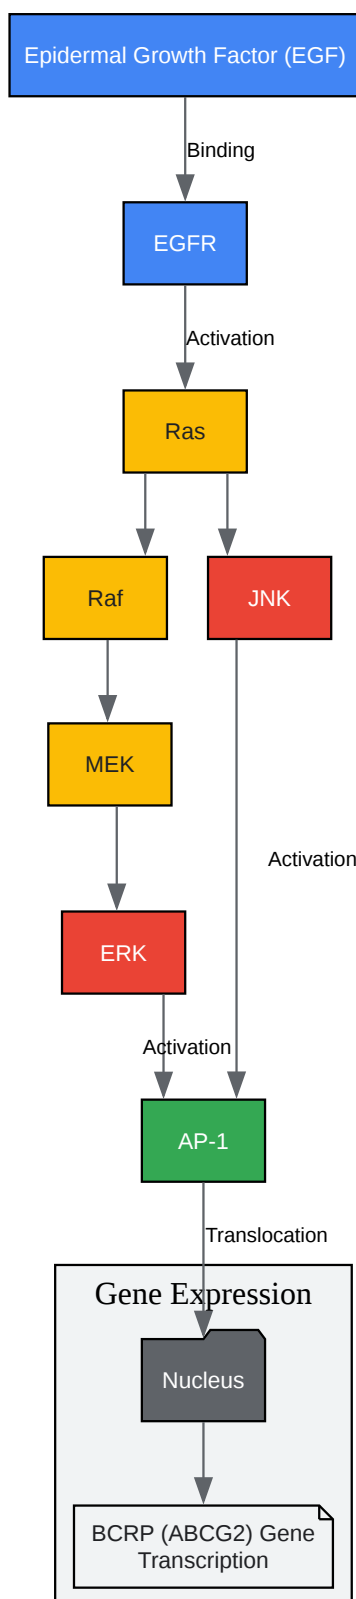 Epidermal Growth Factor (EGF)
Binding
EGFR
Activation
Ras
Raf
JNK
MEK
Activation
ERK
Activation
AP-1
Translocation
Gene Expression
Nucleus
BCRP (ABCG2) Gene
Transcription